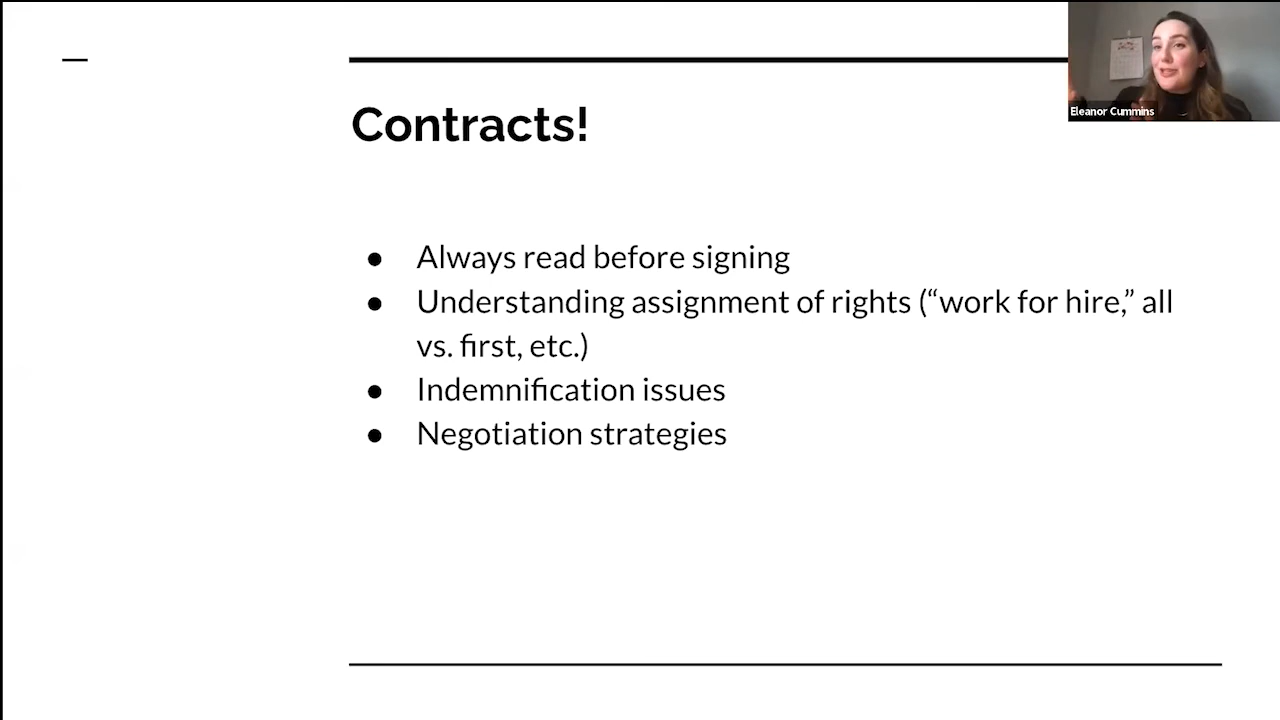 Contracts!
● Always read before signing
● Understanding assignment of rights (“work for hire,” all
vs. first, etc.)
● Indemnification issues
● Negotiation strategies
Eleanor Cummins